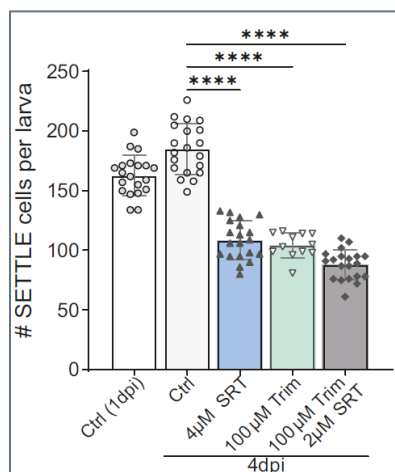 ****
****
****
# SETTLE cells per larva
250
200
150
100
50
0
Ctrl (1dpi)
Ctrl
4µM SRT
100 µM Trim
100 µM Trim
2µM SRT
4dpi